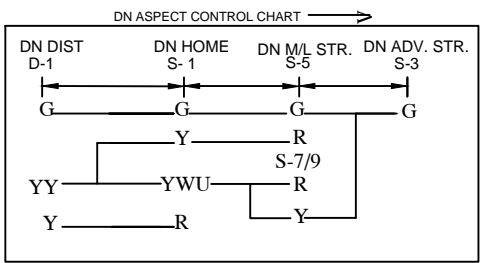 DN ASPECT CONTROL CHART
DN DIST DN HOME DN M/L STR. DN ADV. STR.
D-1 S-1 S-5 S-3
G G G G
Y R
S-7/9
YY YWU R
Y R Y